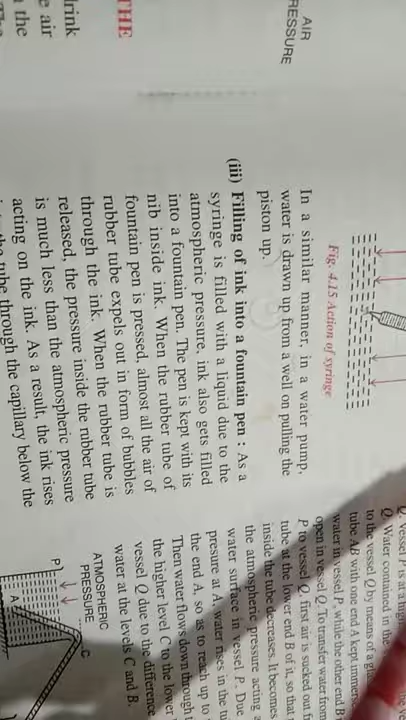 AIR
PRESSURE
THE
drink
air
the
Fig. 4.15 Action of syringe
In a similar manner, in a water pump,
water is drawn up from a well on pulling the
piston up.
(iii) Filling of ink into a fountain pen : As a
syringe is filled with a liquid due to the
atmospheric pressure, ink also gets filled
into a fountain pen. The pen is kept with its
nib inside ink. When the rubber tube of
fountain pen is pressed, almost all the air of
rubber tube expels out in form of bubbles
through the ink. When the rubber tube is
released, the pressure inside the rubber tube
is much less than the atmospheric pressure
acting on the ink. As a result, the ink rises
the tube through the capillary below the
Q vessel P is at a high
Q. Water contained in the
to the vessel Q by means of a
tube AB with one end A kept immers
water in vessel P, while the other end B
open in vessel Q. To transfer water from
P to vessel Q, first air is sucked out f
tube at the lower end B of it, so that
inside the tube decreases. It becomes
the atmospheric pressure acting
water surface in vessel P. Due
presure at A, water rises in the tu
the end A, so as to reach up to
Then water flows down through t
the higher level C to the lower
vessel Q due to the difference
water at the levels C and B.
ATMOSPHERIC
PRESSURE
P
C
A